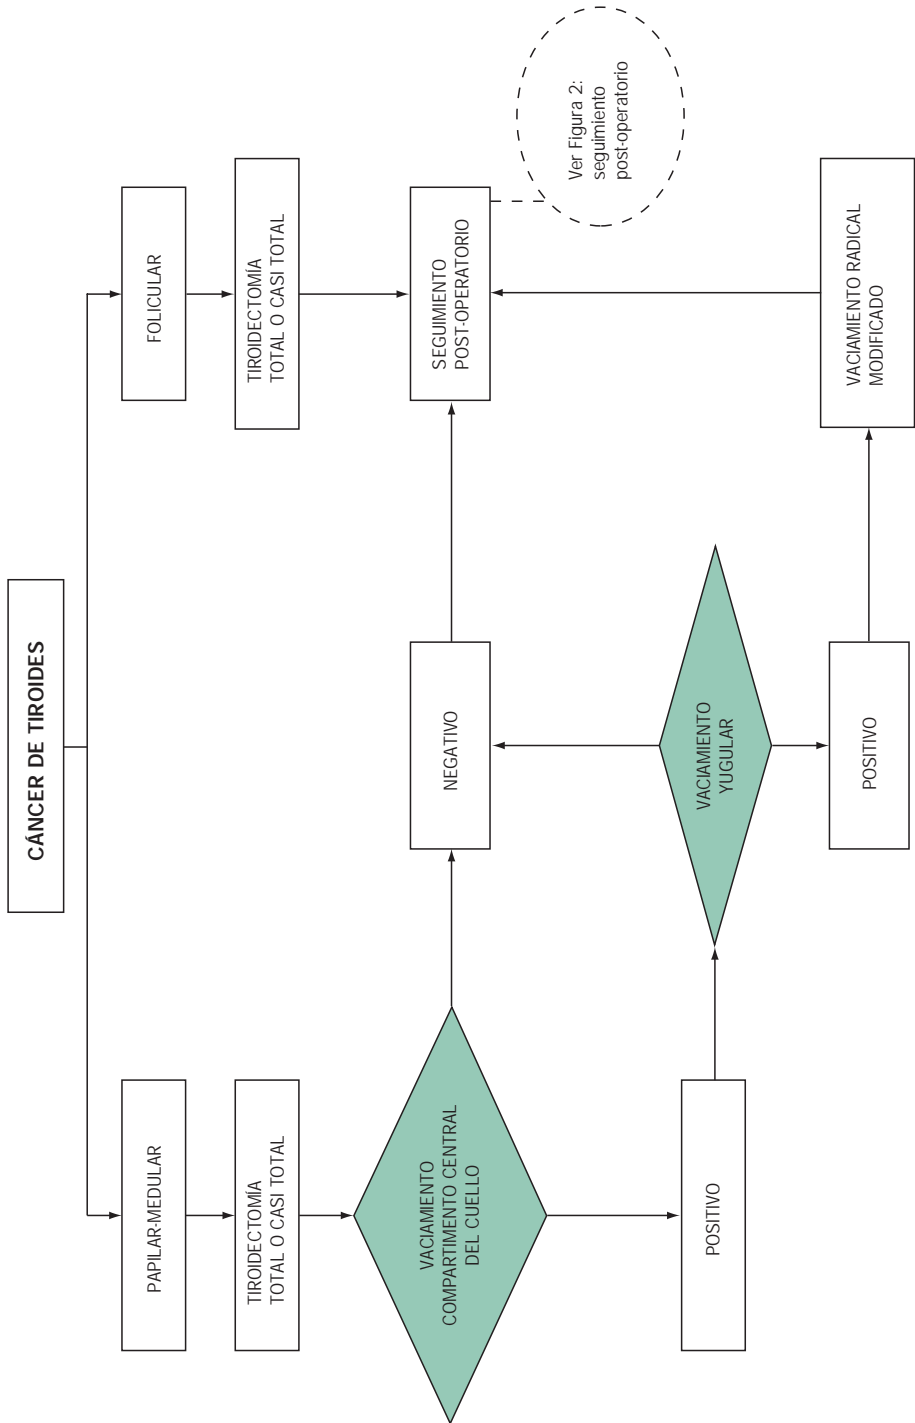 CÁNCER DE TIROIDES
PAPILAR-MEDULAR
FOLICULAR
TIROIDECTOMÍA
TOTAL O CASI TOTAL
TIROIDECTOMÍA
TOTAL O CASI TOTAL
VACIAMIENTO
COMPARTIMENTO CENTRAL
DEL CUELLO
NEGATIVO
SEGUIMIENTO
POST-OPERATORIO
Ver Figura 2:
seguimiento
post-operatorio
POSITIVO
VACIAMIENTO
YUGULAR
POSITIVO
VACIAMIENTO RADICAL
MODIFICADO